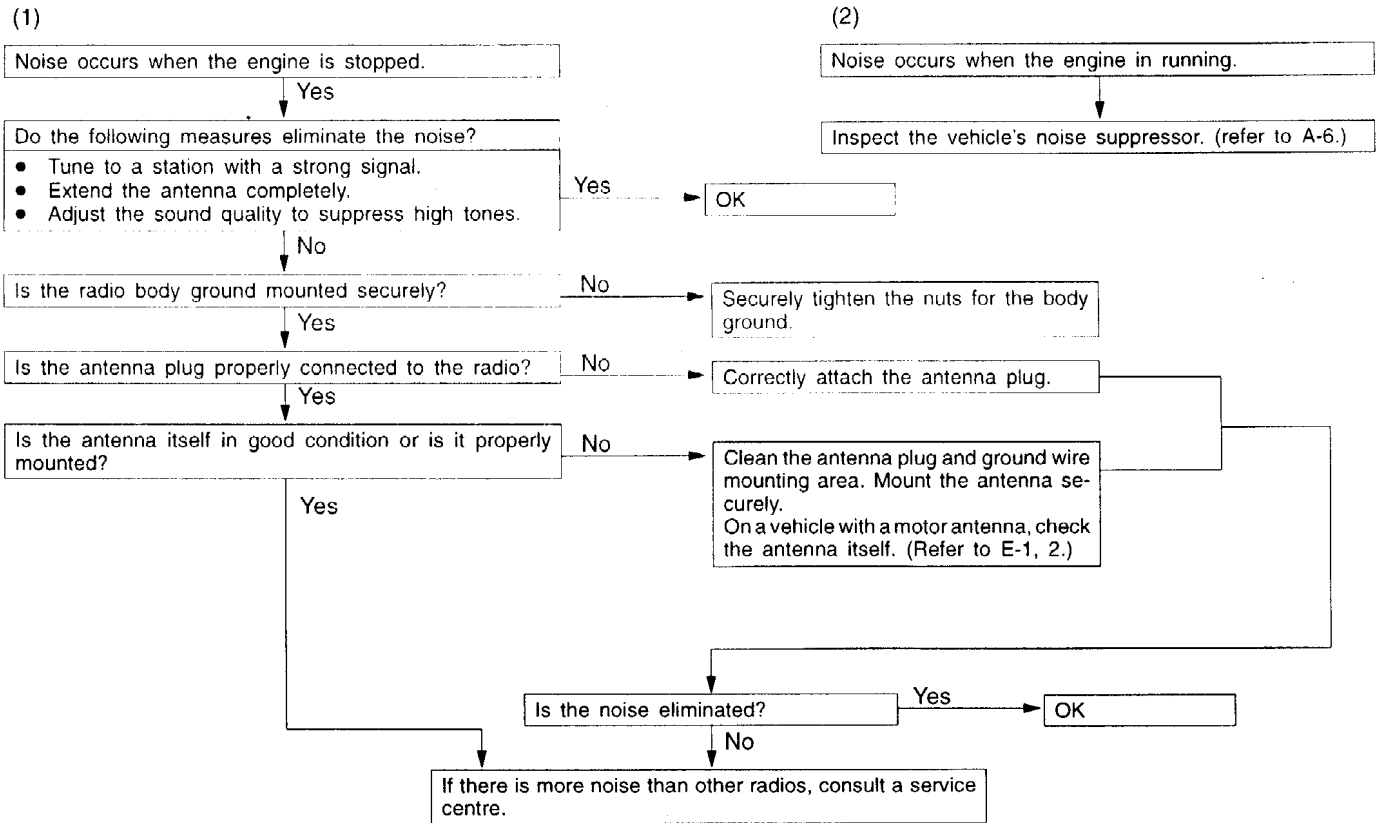 (1)
Noise occurs when the engine is stopped.
Yes
Do the following measures eliminate the noise?
● Tune to a station with a strong signal.
● Extend the antenna completely.
● Adjust the sound quality to suppress high tones.
Yes
OK
No
Is the radio body ground mounted securely?
No
Securely tighten the nuts for the body
ground.
Yes
Is the antenna plug properly connected to the radio?
No
Correctly attach the antenna plug.
Yes
Is the antenna itself in good condition or is it properly
mounted?
No
Clean the antenna plug and ground wire
mounting area. Mount the antenna se-
curely.
On a vehicle with a motor antenna, check
the antenna itself. (Refer to E-1, 2.)
Yes
Is the noise eliminated?
Yes
OK
No
If there is more noise than other radios, consult a service
centre.
(2)
Noise occurs when the engine in running.
Inspect the vehicle's noise suppressor. (refer to A-6.)